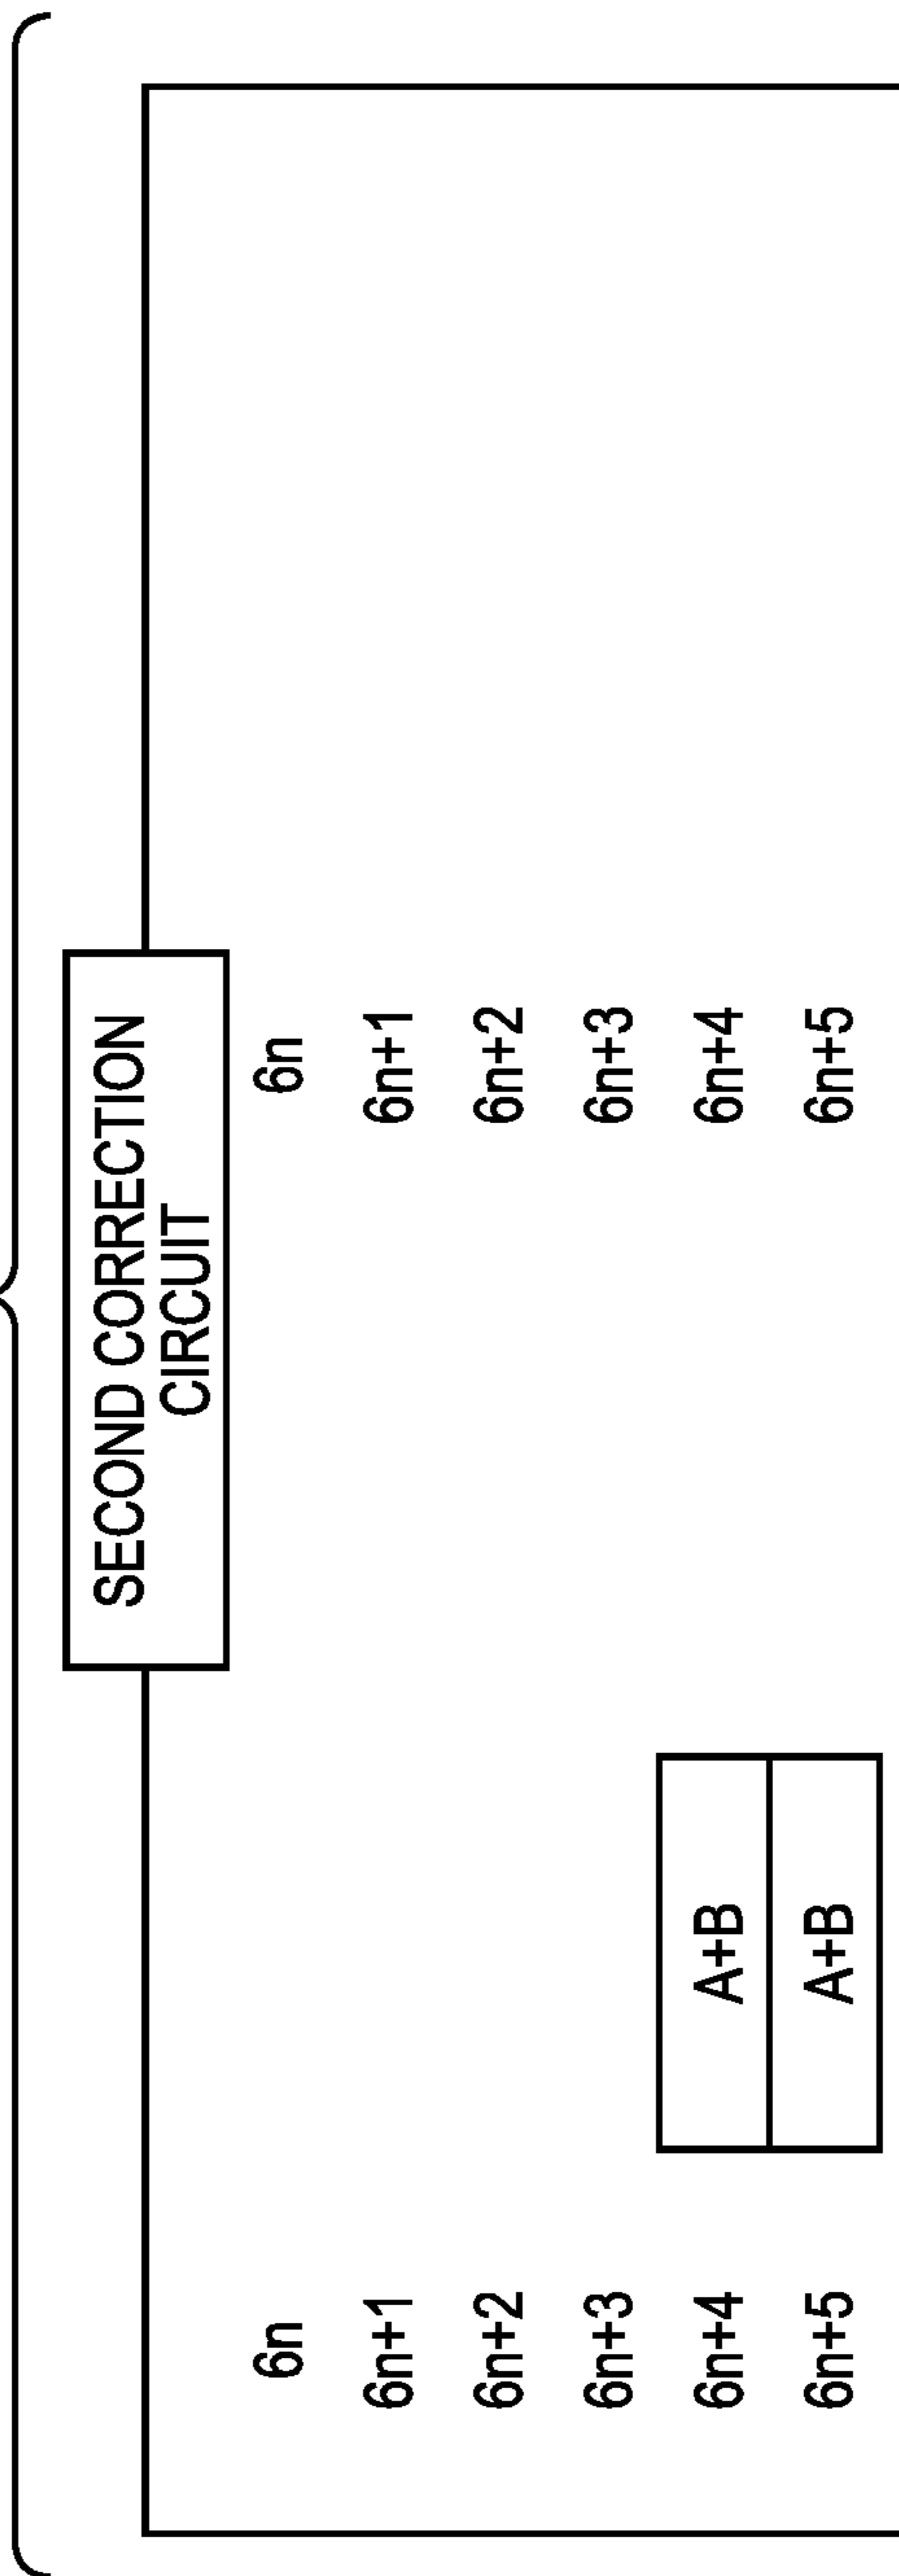 SECOND CORRECTION
CIRCUIT
6n 6n
6n+1 6n+1
6n+2 6n+2
6n+3 6n+3
6n+4 A+B 6n+4
6n+5 A+B 6n+5